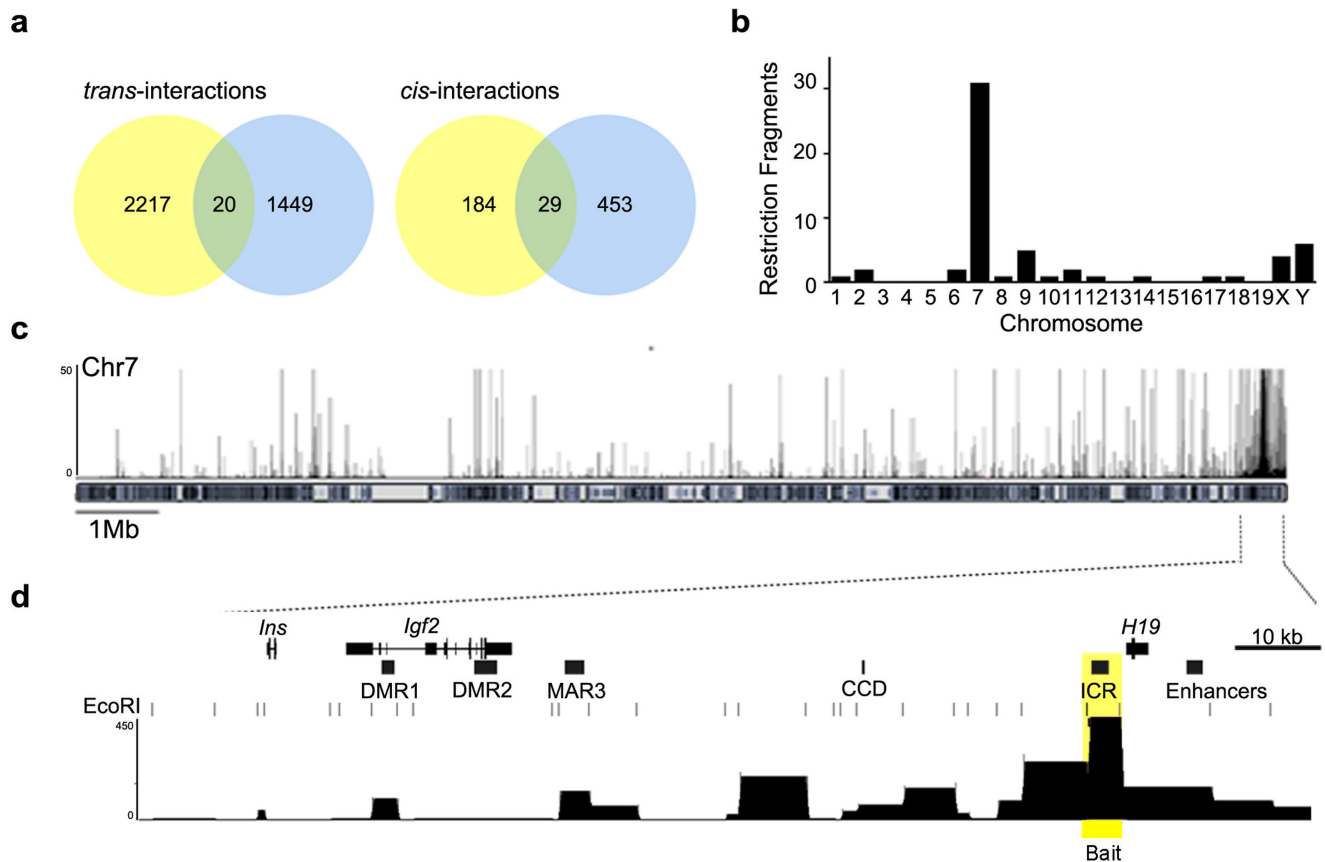 a
trans-interactions
cis-interactions
2217 20 1449
184 29 453
b
Restriction Fragments
30
20
10
0
1 2 3 4 5 6 7 8 9 10 11 12 13 14 15 16 17 18 19 X Y
Chromosome
c
50
Chr7
0
1Mb
d
Ins Igf2 H19
10 kb
DMR1 DMR2 MAR3 CCD ICR Enhancers
EcoRI
450
0
Bait